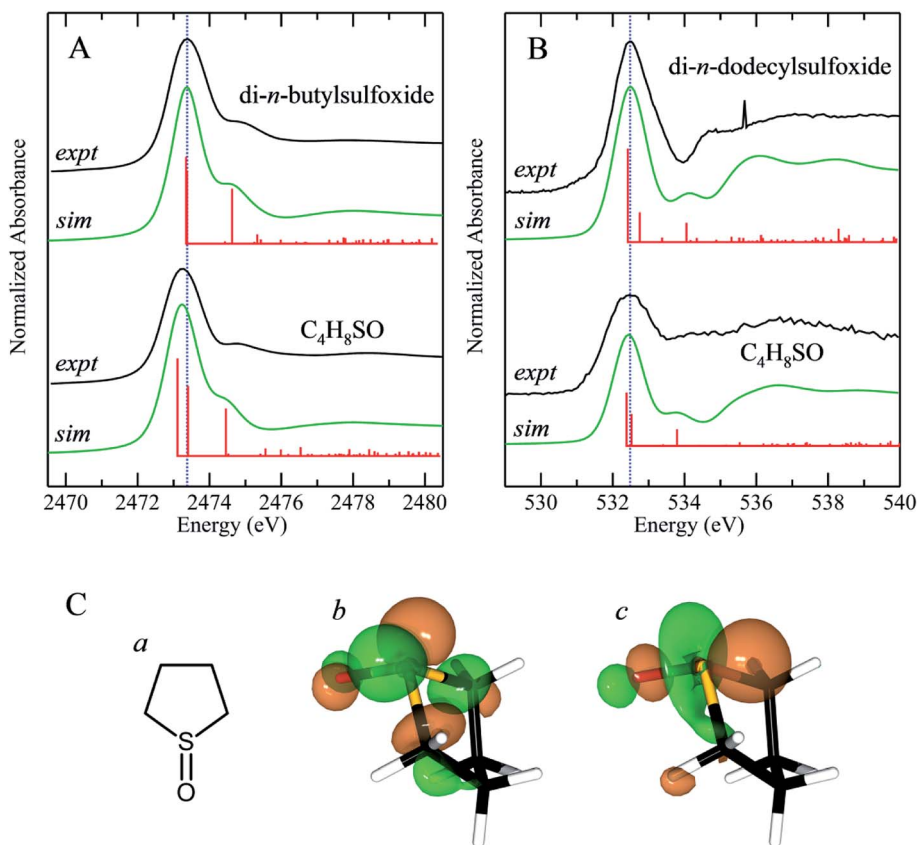 A
di-n-butylsulfoxide
expt
sim
C4H8SO
expt
sim
Normalized Absorbance
2470 2472 2474 2476 2478 2480
Energy (eV)
B
di-n-dodecylsulfoxide
expt
sim
expt
C4H8SO
sim
Normalized Absorbance
530 532 534 536 538 540
Energy (eV)
C
a
S
O
b
c